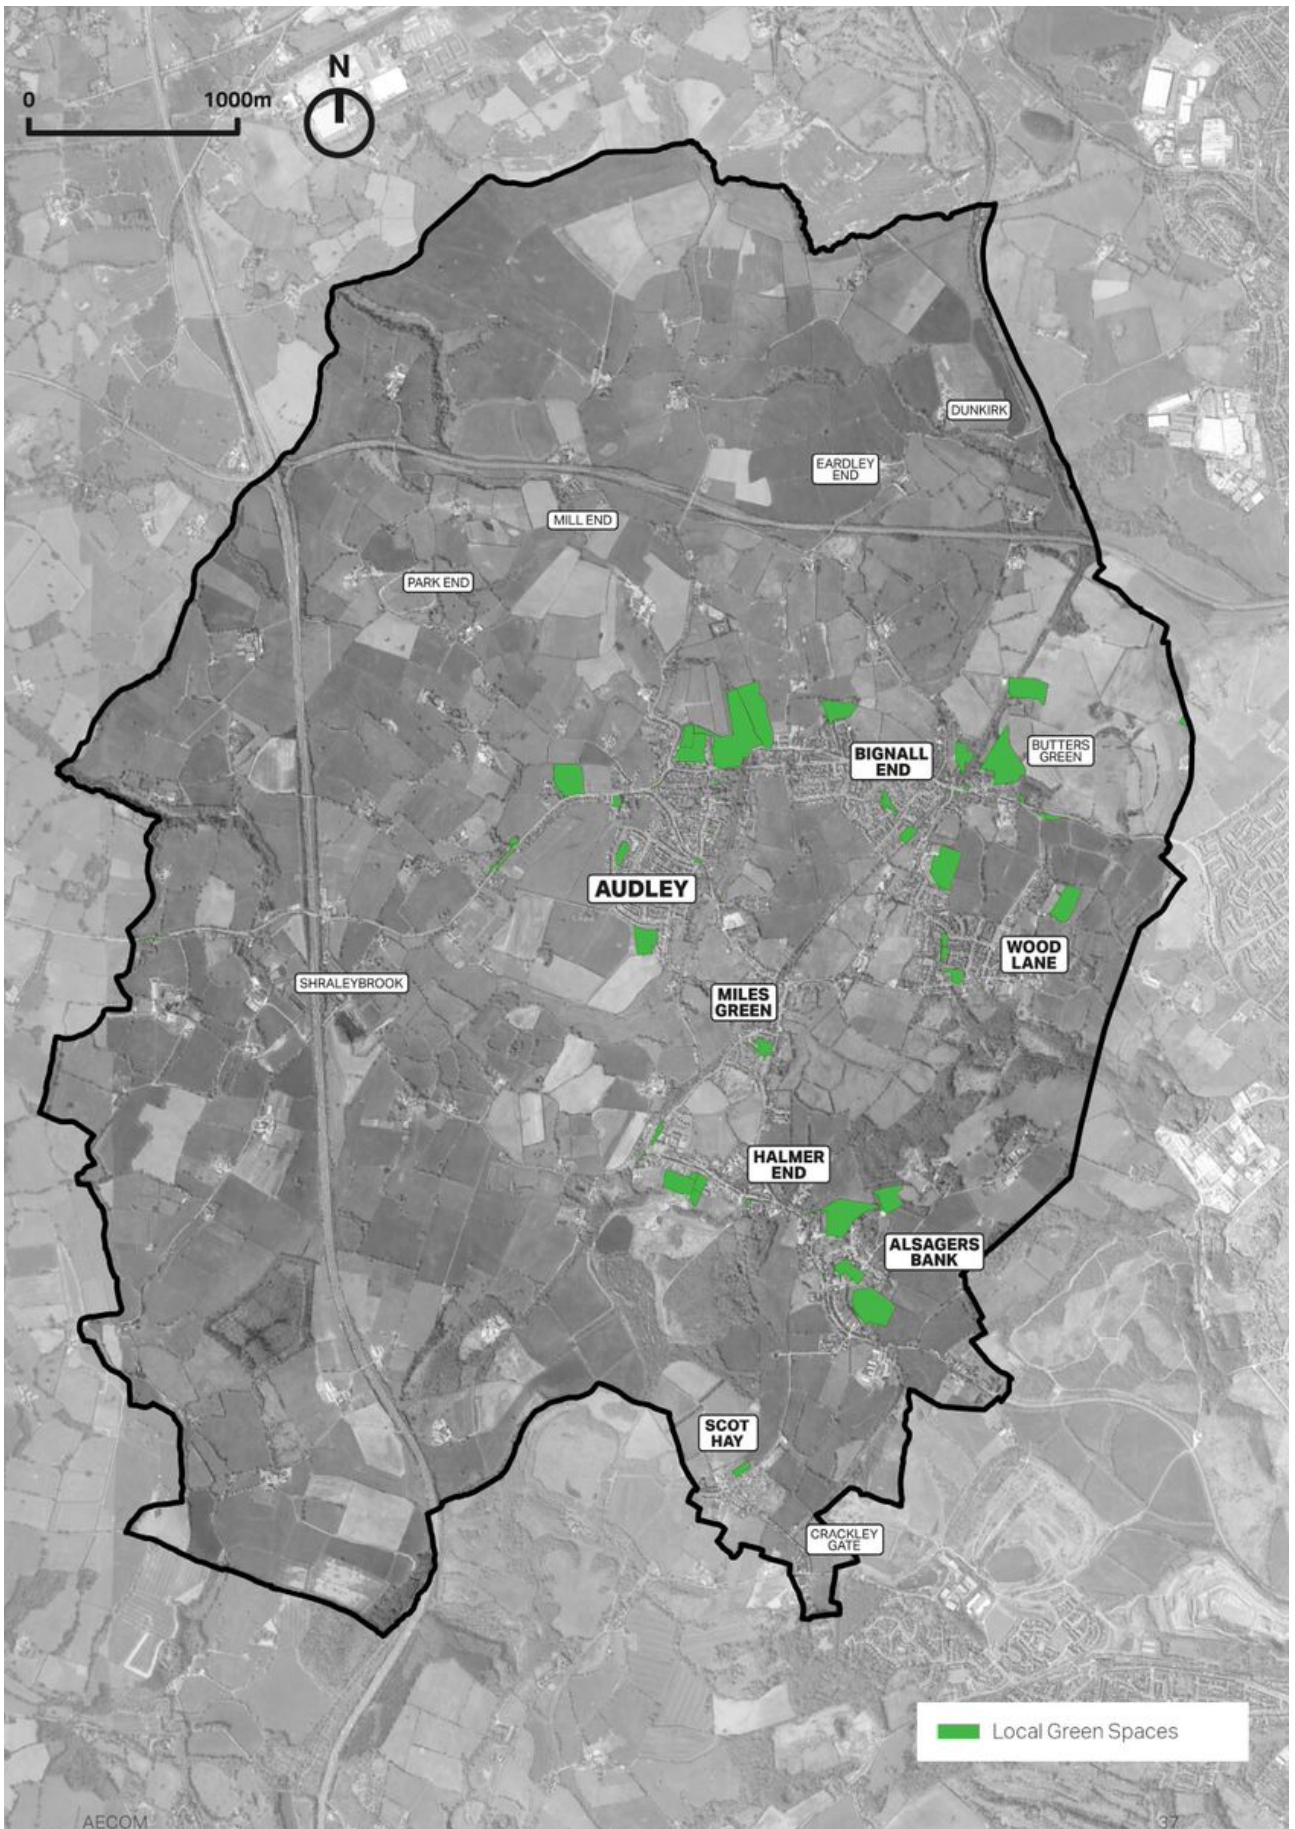 N
0 1000m
DUNKIRK
EARDLEY
END
MILL END
PARK END
BIGNALL
END
BUTTERS
GREEN
AUDLEY
WOOD
LANE
SHRALEYBROOK
MILES
GREEN
HALMER
END
ALSAGERS
BANK
SCOT
HAY
CRACKLEY
GATE
Local Green Spaces
AECOM
37